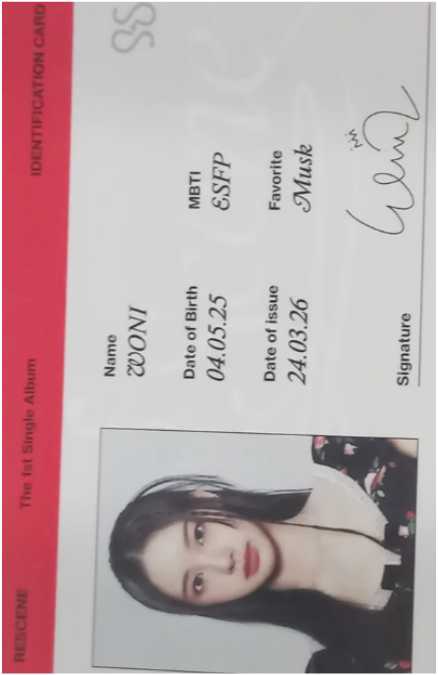 RESCENE The 1st Single Album IDENTIFICATION CARD
Name
WONI
Date of Birth MBTI
04.05.25 ESFP
Date of issue Favorite
24.03.26 Musk
Signature